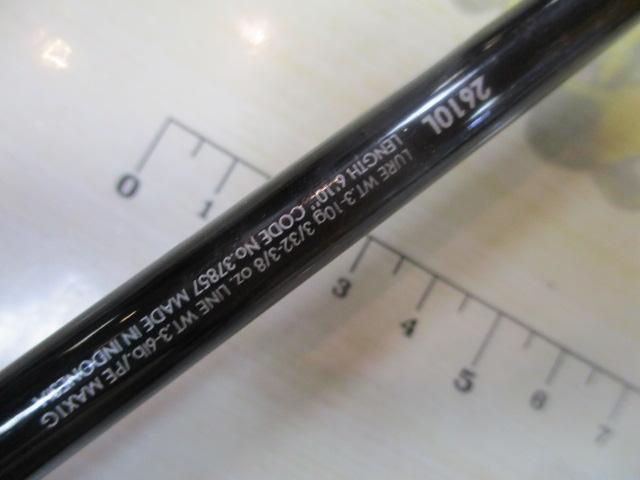 2610L
LENGTH 6'10" CODE No.37857 MADE IN INDONESIA
LURE WT.3-10g 3/32-3/8 oz. LINE WT.3-6lb./PE MAX1G
0 1 3 4 5 6 7